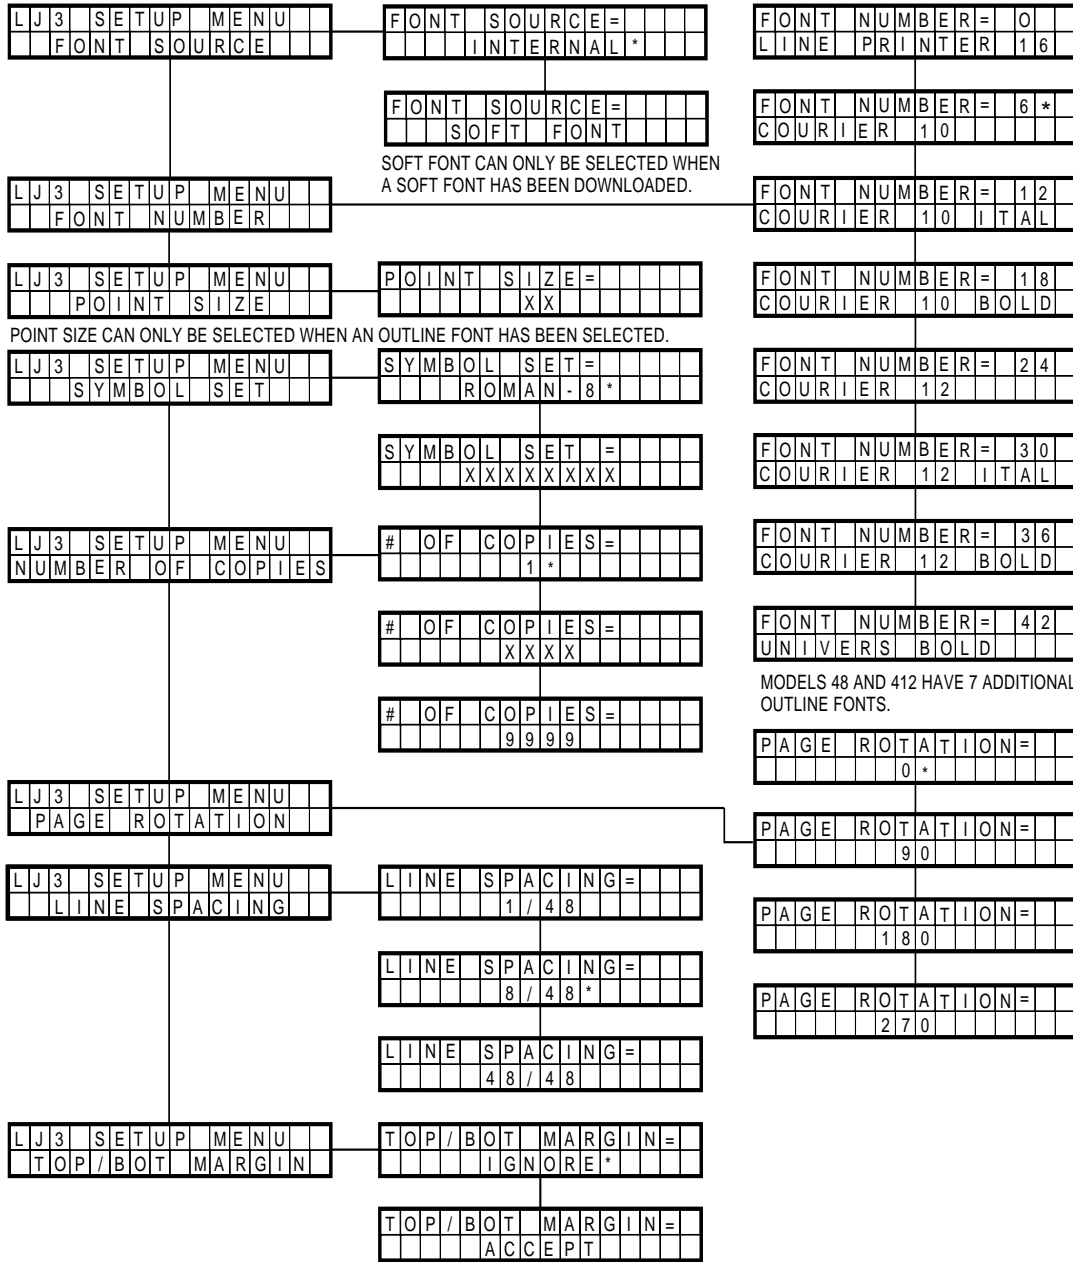 LJ3 SETUP MENU
FONT SOURCE
FONT SOURCE=
INTERNAL*
FONT SOURCE=
SOFT FONT
SOFT FONT CAN ONLY BE SELECTED WHEN
A SOFT FONT HAS BEEN DOWNLOADED.
LJ3 SETUP MENU
FONT NUMBER
FONT NUMBER= O
LINE PRINTER 16
FONT NUMBER= 6*
COURIER 10
FONT NUMBER= 12
COURIER 10 ITAL
FONT NUMBER= 18
COURIER 10 BOLD
FONT NUMBER= 24
COURIER 12
FONT NUMBER= 30
COURIER 12 ITAL
FONT NUMBER= 36
COURIER 12 BOLD
FONT NUMBER= 42
UNIVERS BOLD
MODELS 48 AND 412 HAVE 7 ADDITIONAL
OUTLINE FONTS.
LJ3 SETUP MENU
POINT SIZE
POINT SIZE=
XX
POINT SIZE CAN ONLY BE SELECTED WHEN AN OUTLINE FONT HAS BEEN SELECTED.
LJ3 SETUP MENU
SYMBOL SET
SYMBOL SET=
ROMAN-8*
SYMBOL SET =
XXXXXXXX
LJ3 SETUP MENU
NUMBER OF COPIES
# OF COPIES=
1*
# OF COPIES=
XXXX
# OF COPIES=
9999
LJ3 SETUP MENU
PAGE ROTATION
PAGE ROTATION=
0*
PAGE ROTATION=
90
PAGE ROTATION=
180
PAGE ROTATION=
270
LJ3 SETUP MENU
LINE SPACING
LINE SPACING=
1/48
LINE SPACING=
8/48*
LINE SPACING=
48/48
LJ3 SETUP MENU
TOP/BOT MARGIN
TOP/BOT MARGIN=
IGNORE*
TOP/BOT MARGIN=
ACCEPT